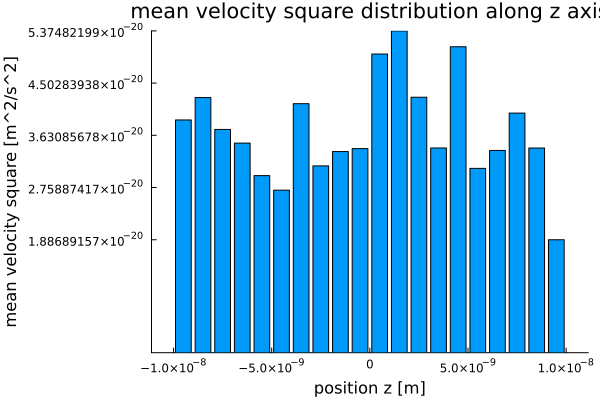 mean velocity square distribution along z axis
mean velocity square [m^2/s^2]
5.37482199×10⁻²⁰
4.50283938×10⁻²⁰
3.63085678×10⁻²⁰
2.75887417×10⁻²⁰
1.88689157×10⁻²⁰
−1.0×10⁻⁸ −5.0×10⁻⁹ 0 5.0×10⁻⁹ 1.0×10⁻⁸
position z [m]